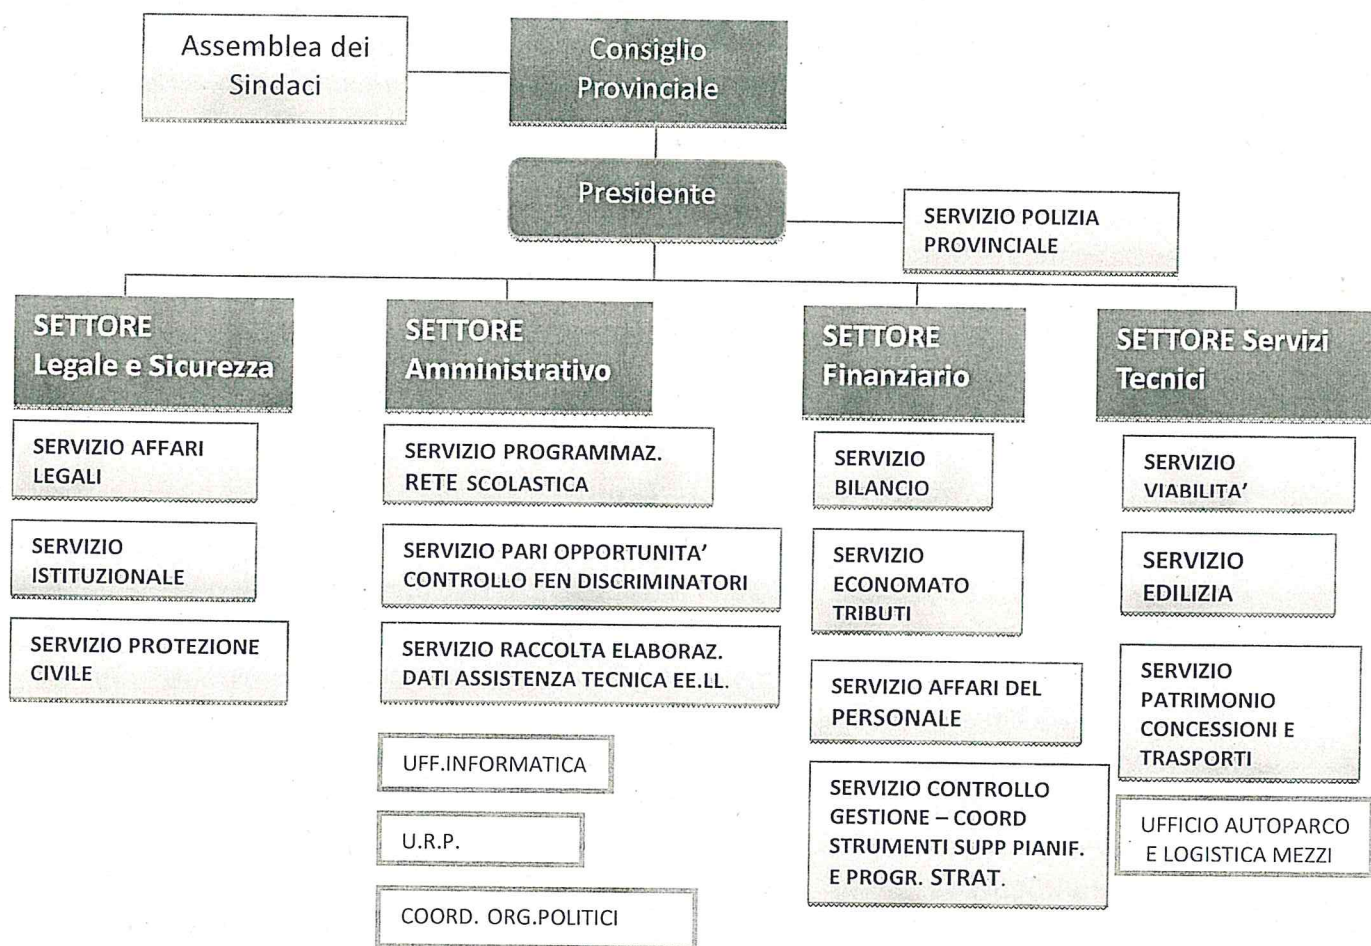 Assemblea dei
Sindaci
Consiglio
Provinciale
Presidente
SERVIZIO POLIZIA
PROVINCIALE
SETTORE
Legale e Sicurezza
SERVIZIO AFFARI
LEGALI
SERVIZIO
ISTITUZIONALE
SERVIZIO PROTEZIONE
CIVILE
SETTORE
Amministrativo
SERVIZIO PROGRAMMAZ.
RETE SCOLASTICA
SERVIZIO PARI OPPORTUNITA’
CONTROLLO FEN DISCRIMINATORI
SERVIZIO RACCOLTA ELABORAZ.
DATI ASSISTENZA TECNICA EE.LL.
UFF.INFORMATICA
U.R.P.
COORD. ORG.POLITICI
SETTORE
Finanziario
SERVIZIO
BILANCIO
SERVIZIO
ECONOMATO
TRIBUTI
SERVIZIO AFFARI DEL
PERSONALE
SERVIZIO CONTROLLO
GESTIONE – COORD
STRUMENTI SUPP PIANIF.
E PROGR. STRAT.
SETTORE Servizi
Tecnici
SERVIZIO
VIABILITA’
SERVIZIO
EDILIZIA
SERVIZIO
PATRIMONIO
CONCESSIONI E
TRASPORTI
UFFICIO AUTOPARCO
E LOGISTICA MEZZI